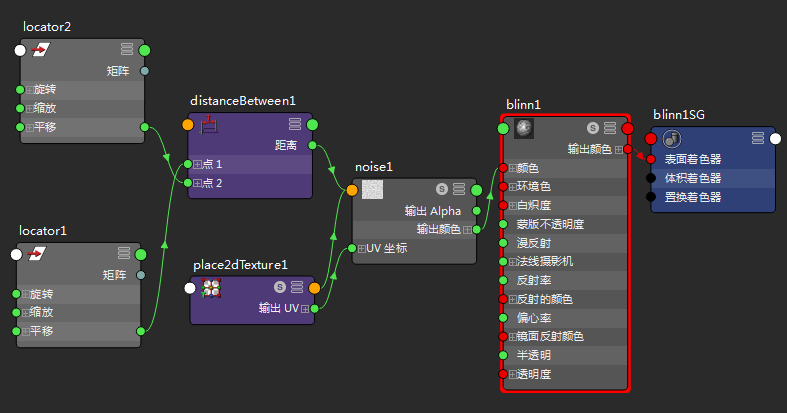 locator2
矩阵
旋转
缩放
平移
distanceBetween1
距离
点 1
点 2
locator1
矩阵
旋转
缩放
平移
place2dTexture1
S
输出 UV
noise1
S
输出 Alpha
输出颜色
UV 坐标
blinn1
S
输出颜色
颜色
环境色
白炽度
蒙版不透明度
漫反射
法线摄影机
反射率
反射的颜色
偏心率
镜面反射颜色
半透明
透明度
blinn1SG
表面着色器
体积着色器
置换着色器